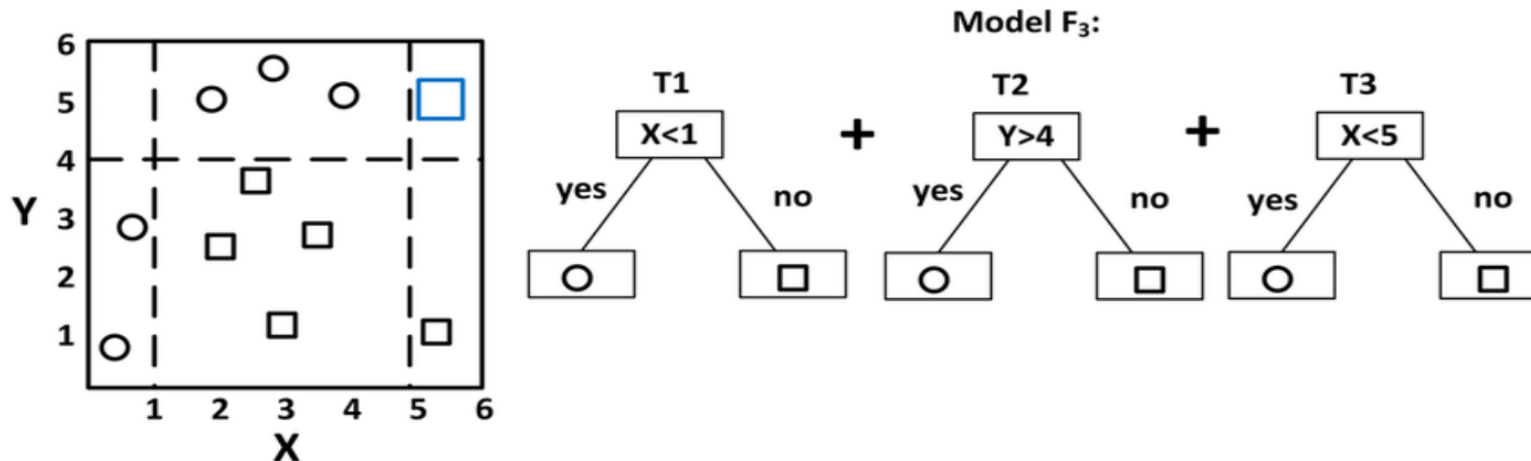 Model F₃:
T1
T2
T3
X<1
+
Y>4
+
X<5
yes
no
yes
no
yes
no
6
5
4
3
2
1
Y
1 2 3 4 5 6
X